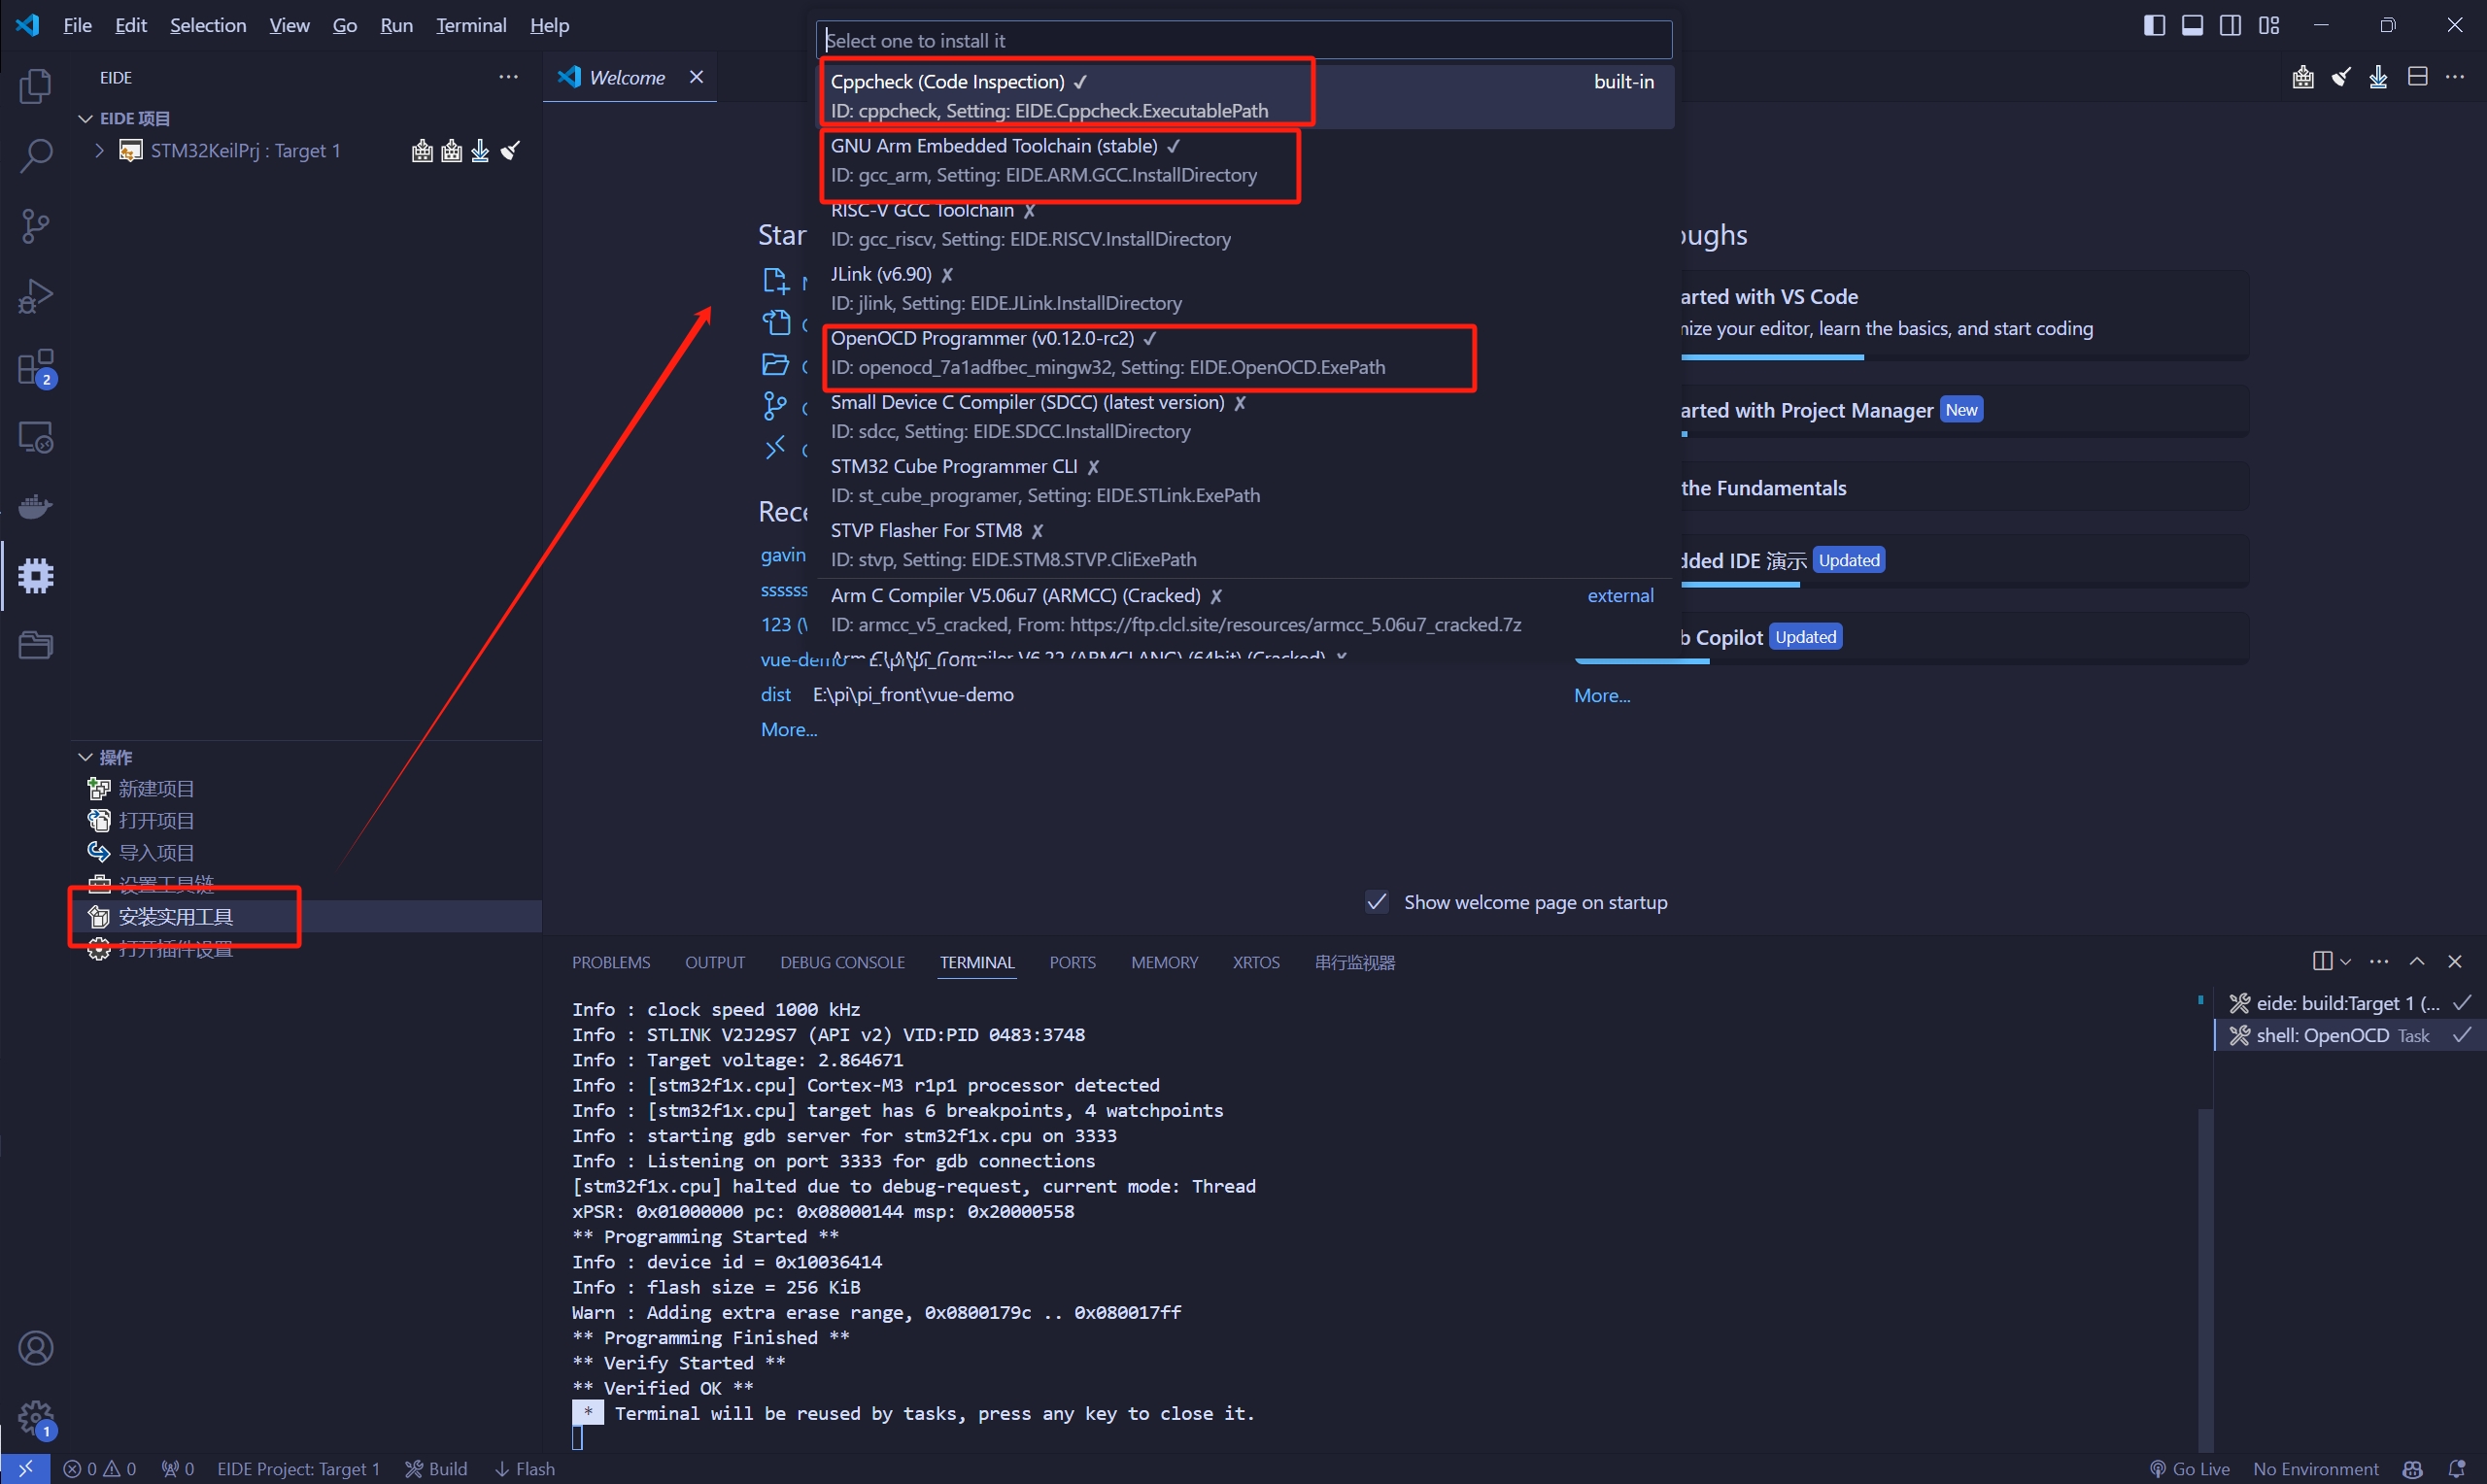 File Edit Selection View Go Run Terminal Help
Select one to install it
EIDE
Welcome
Cppcheck (Code Inspection) ✓ built-in
ID: cppcheck, Setting: EIDE.Cppcheck.ExecutablePath
EIDE 项目
STM32KeilPrj : Target 1
GNU Arm Embedded Toolchain (stable) ✓
ID: gcc_arm, Setting: EIDE.ARM.GCC.InstallDirectory
RISC-V GCC Toolchain ✗
ID: gcc_riscv, Setting: EIDE.RISCV.InstallDirectory
JLink (v6.90) ✗
ID: jlink, Setting: EIDE.JLink.InstallDirectory
OpenOCD Programmer (v0.12.0-rc2) ✓
ID: openocd_7a1adfbec_mingw32, Setting: EIDE.OpenOCD.ExePath
Small Device C Compiler (SDCC) (latest version) ✗
ID: sdcc, Setting: EIDE.SDCC.InstallDirectory
STM32 Cube Programmer CLI ✗
ID: st_cube_programer, Setting: EIDE.STLink.ExePath
STVP Flasher For STM8 ✗
ID: stvp, Setting: EIDE.STM8.STVP.CliExePath
Arm C Compiler V5.06u7 (ARMCC) (Cracked) ✗ external
ID: armcc_v5_cracked, From: https://ftp.clcl.site/resources/armcc_5.06u7_cracked.7z
Arm CLANG Compiler V6.22 (ARMCLANG) (64bit) (Cracked) ✗
Star
Rece
gavin
ssssss
123
vue-demo E:\pi\pi_front
dist E:\pi\pi_front\vue-demo
More...
oughs
arted with VS Code
nize your editor, learn the basics, and start coding
arted with Project Manager New
the Fundamentals
dded IDE 演示 Updated
b Copilot Updated
More...
2
操作
新建项目
打开项目
导入项目
设置工具链
安装实用工具
打开插件设置
Show welcome page on startup
PROBLEMS OUTPUT DEBUG CONSOLE TERMINAL PORTS MEMORY XRTOS 串行监视器
Info : clock speed 1000 kHz
Info : STLINK V2J29S7 (API v2) VID:PID 0483:3748
Info : Target voltage: 2.864671
Info : [stm32f1x.cpu] Cortex-M3 r1p1 processor detected
Info : [stm32f1x.cpu] target has 6 breakpoints, 4 watchpoints
Info : starting gdb server for stm32f1x.cpu on 3333
Info : Listening on port 3333 for gdb connections
[stm32f1x.cpu] halted due to debug-request, current mode: Thread
xPSR: 0x01000000 pc: 0x08000144 msp: 0x20000558
** Programming Started **
Info : device id = 0x10036414
Info : flash size = 256 KiB
Warn : Adding extra erase range, 0x0800179c .. 0x080017ff
** Programming Finished **
** Verify Started **
** Verified OK **
* Terminal will be reused by tasks, press any key to close it.
eide: build:Target 1 (...
shell: OpenOCD Task
1
0 0 0 EIDE Project: Target 1 Build Flash
Go Live No Environment